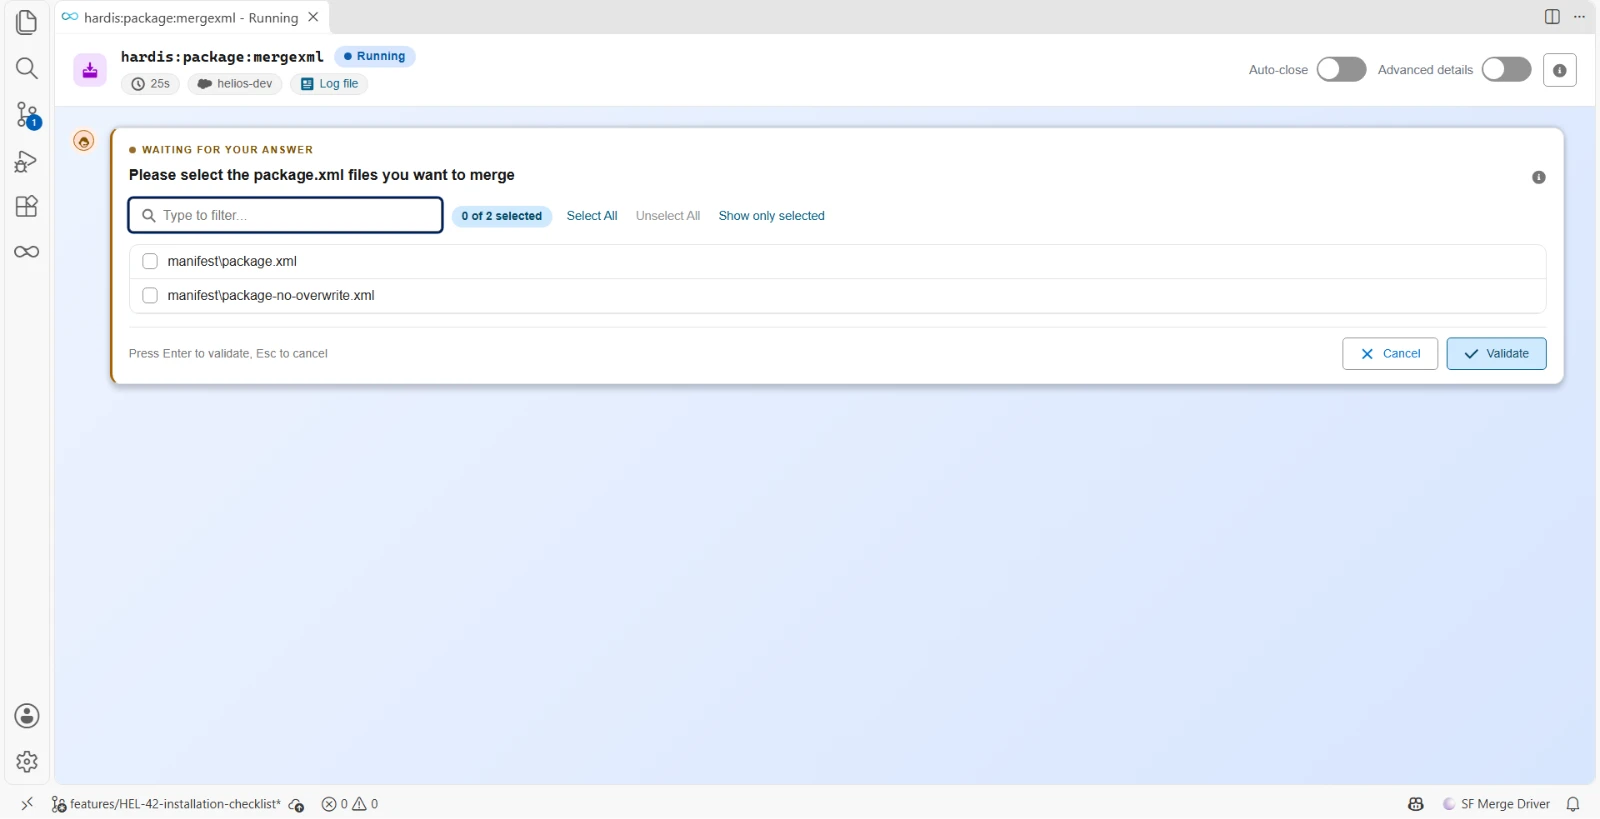 hardis:package:mergexml - Running
hardis:package:mergexml Running
25s helios-dev Log file
Auto-close Advanced details
WAITING FOR YOUR ANSWER
Please select the package.xml files you want to merge
Type to filter... 0 of 2 selected Select All Unselect All Show only selected
manifest\package.xml
manifest\package-no-overwrite.xml
Press Enter to validate, Esc to cancel Cancel Validate
1
features/HEL-42-installation-checklist* 0 0 SF Merge Driver